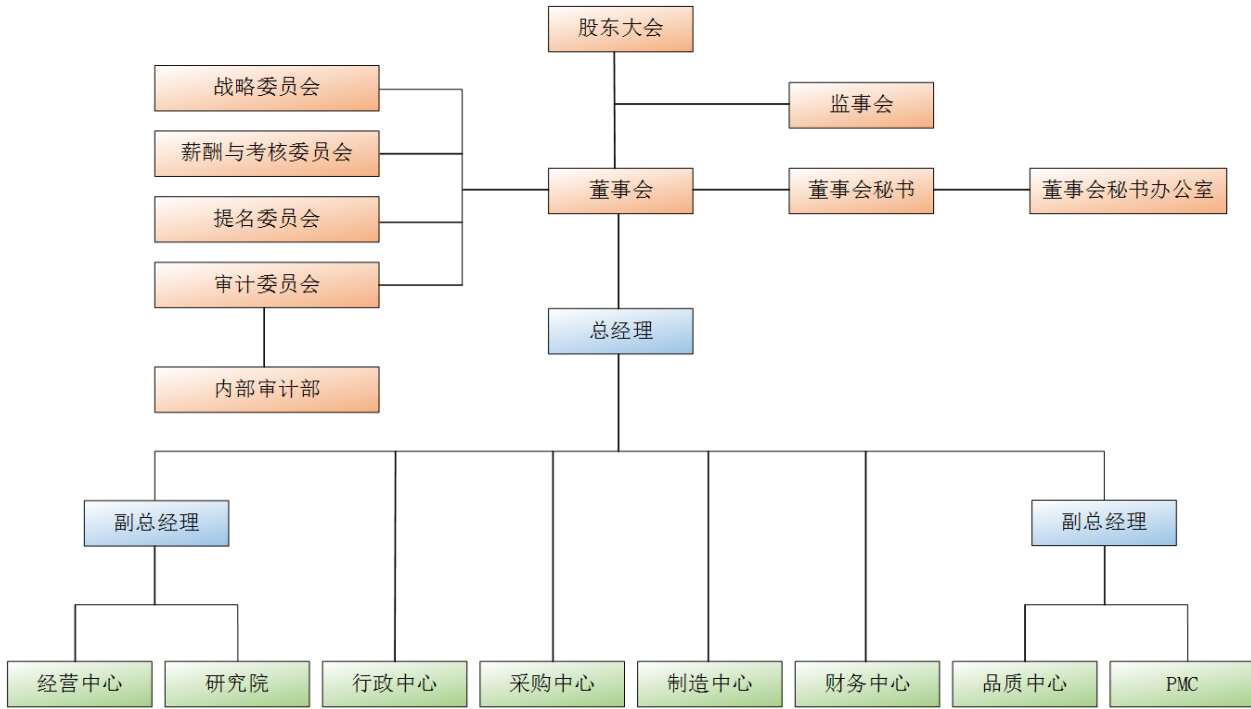 股东大会
战略委员会
监事会
薪酬与考核委员会
董事会
董事会秘书
董事会秘书办公室
提名委员会
审计委员会
总经理
内部审计部
副总经理
副总经理
经营中心
研究院
行政中心
采购中心
制造中心
财务中心
品质中心
PMC